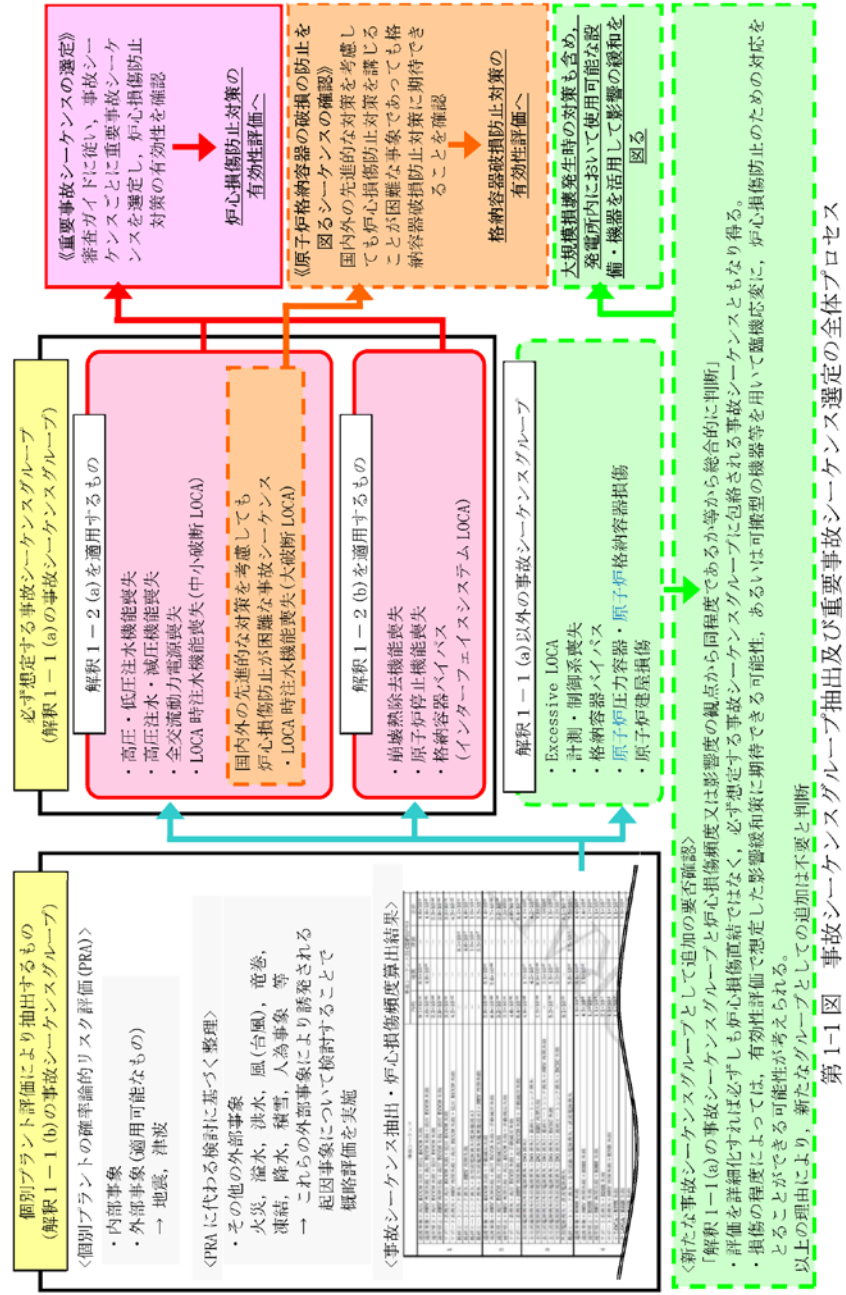 個別プラント評価により抽出するもの
(解釈1－1(b)の事故シーケンスグループ)
<個別プラントの確率論的リスク評価(PRA)>
・内部事象
・外部事象(適用可能なもの)
→ 地震，津波
<PRAに代わる検討に基づく整理>
・その他の外部事象
火災，溢水，洪水，風(台風)，竜巻，
凍結，降水，積雪，人為事象 等
→ これらの外部事象により誘発される
起因事象について検討することで
概略評価を実施
<事故シーケンス抽出・炉心損傷頻度算出結果>
必ず想定する事故シーケンスグループ
(解釈1－1(a)の事故シーケンスグループ)
解釈1－2(a)を適用するもの
・高圧・低圧注水機能喪失
・高圧注水・減圧機能喪失
・全交流動力電源喪失
・LOCA時注水機能喪失(中小破断LOCA)
国内外の先進的な対策を考慮しても
炉心損傷防止が困難な事故シーケンス
・LOCA時注水機能喪失(大破断LOCA)
解釈1－2(b)を適用するもの
・崩壊熱除去機能喪失
・原子炉停止機能喪失
・格納容器バイパス
(インターフェイスシステムLOCA)
解釈1－1(a)以外の事故シーケンスグループ
・Excessive LOCA
・計測・制御系喪失
・格納容器バイパス
・原子炉圧力容器・原子炉格納容器損傷
・原子炉建屋損傷
《重要事故シーケンスの選定》
審査ガイドに従い，事故シー
ケンスごとに重要事故シーケ
ンスを選定し，炉心損傷防止
対策の有効性を確認
炉心損傷防止対策の
有効性評価へ
《原子炉格納容器の破損の防止を
図るシーケンスの確認》
国内外の先進的な対策を考慮し
ても炉心損傷防止対策を講じる
ことが困難な事象であっても格
納容器破損防止対策に期待でき
ることを確認
格納容器破損防止対策の
有効性評価へ
大規模損壊発生時の対策も含め，
発電所内において使用可能な設
備・機器を活用して影響の緩和を
図る
<新たな事故シーケンスグループとして追加の要否確認>
「解釈1－1(a)の事故シーケンスグループと炉心損傷頻度又は影響度の観点から同程度であるか等から総合的に判断」
・評価を詳細化すれば必ずしも炉心損傷直結ではなく，必ず想定する事故シーケンスグループに包絡される事故シーケンスともなり得る。
・損傷の程度によっては，有効性評価で想定した影響緩和策に期待できる可能性，あるいは可搬型の機器等を用いて臨機応変に，炉心損傷防止のための対応を
とることができる可能性が考えられる。
以上の理由により，新たなグループとしての追加は不要と判断
第1-1図 事故シーケンスグループ抽出及び重要事故シーケンス選定の全体プロセス